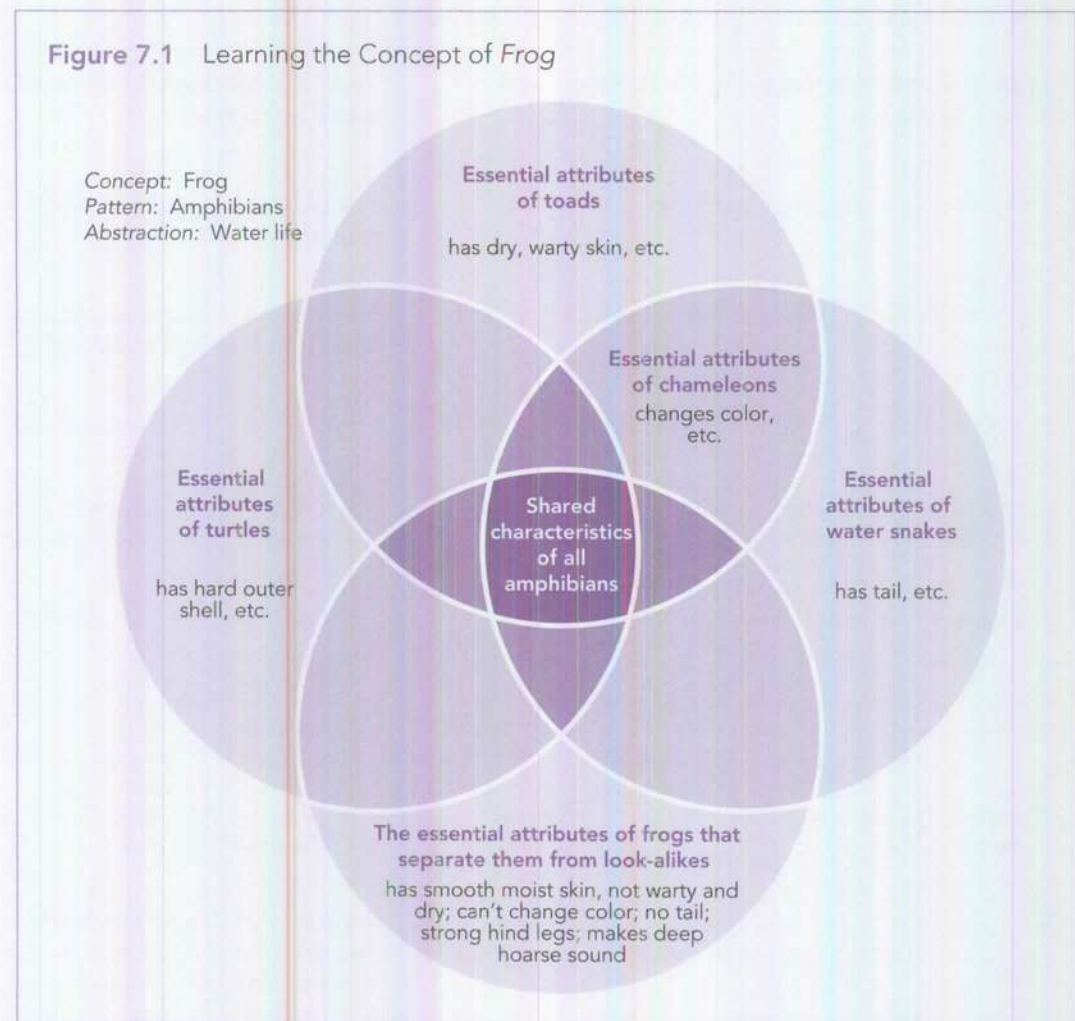 Figure 7.1 Learning the Concept of Frog
Concept: Frog
Pattern: Amphibians
Abstraction: Water life
Essential attributes
of toads
has dry, warty skin, etc.
Essential attributes
of chameleons
changes color,
etc.
Essential
attributes
of turtles
has hard outer
shell, etc.
Shared
characteristics
of all
amphibians
Essential
attributes of
water snakes
has tail, etc.
The essential attributes of frogs that
separate them from look-alikes
has smooth moist skin, not warty and
dry; can't change color; no tail;
strong hind legs; makes deep
hoarse sound